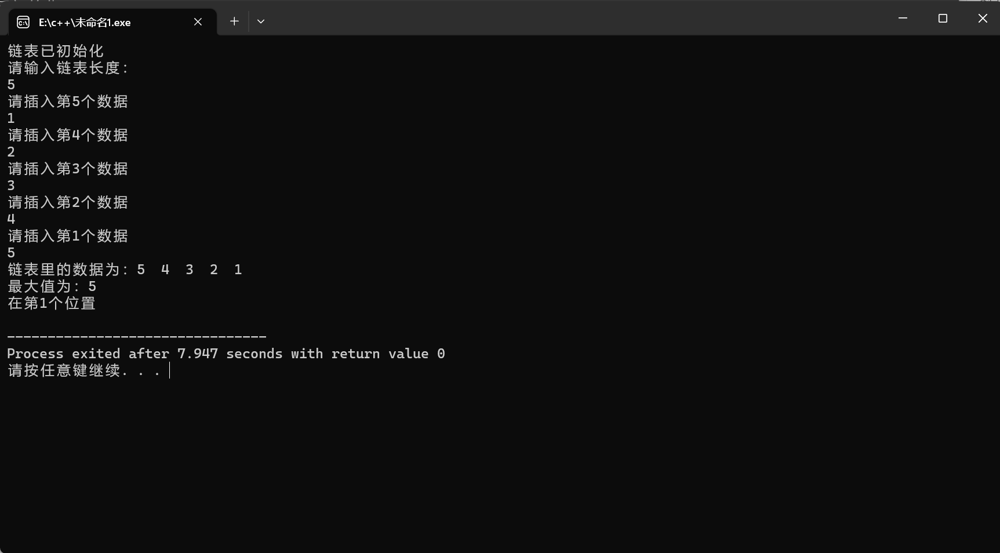 E:\c++\未命名1.exe
链表已初始化
请输入链表长度:
5
请插入第5个数据
1
请插入第4个数据
2
请插入第3个数据
3
请插入第2个数据
4
请插入第1个数据
5
链表里的数据为: 5  4  3  2  1
最大值为: 5
在第1个位置
--------------------------------
Process exited after 7.947 seconds with return value 0
请按任意键继续. . .